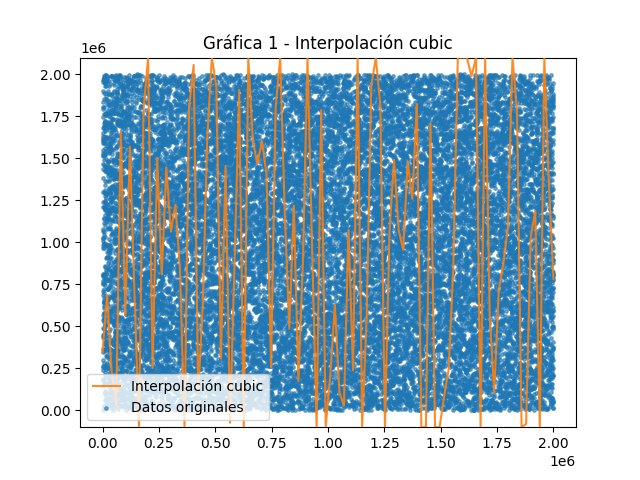 Gráfica 1 - Interpolación cubic
1e6
2.00
1.75
1.50
1.25
1.00
0.75
0.50
0.25
0.00
Interpolación cubic
Datos originales
0.00 0.25 0.50 0.75 1.00 1.25 1.50 1.75 2.00
1e6